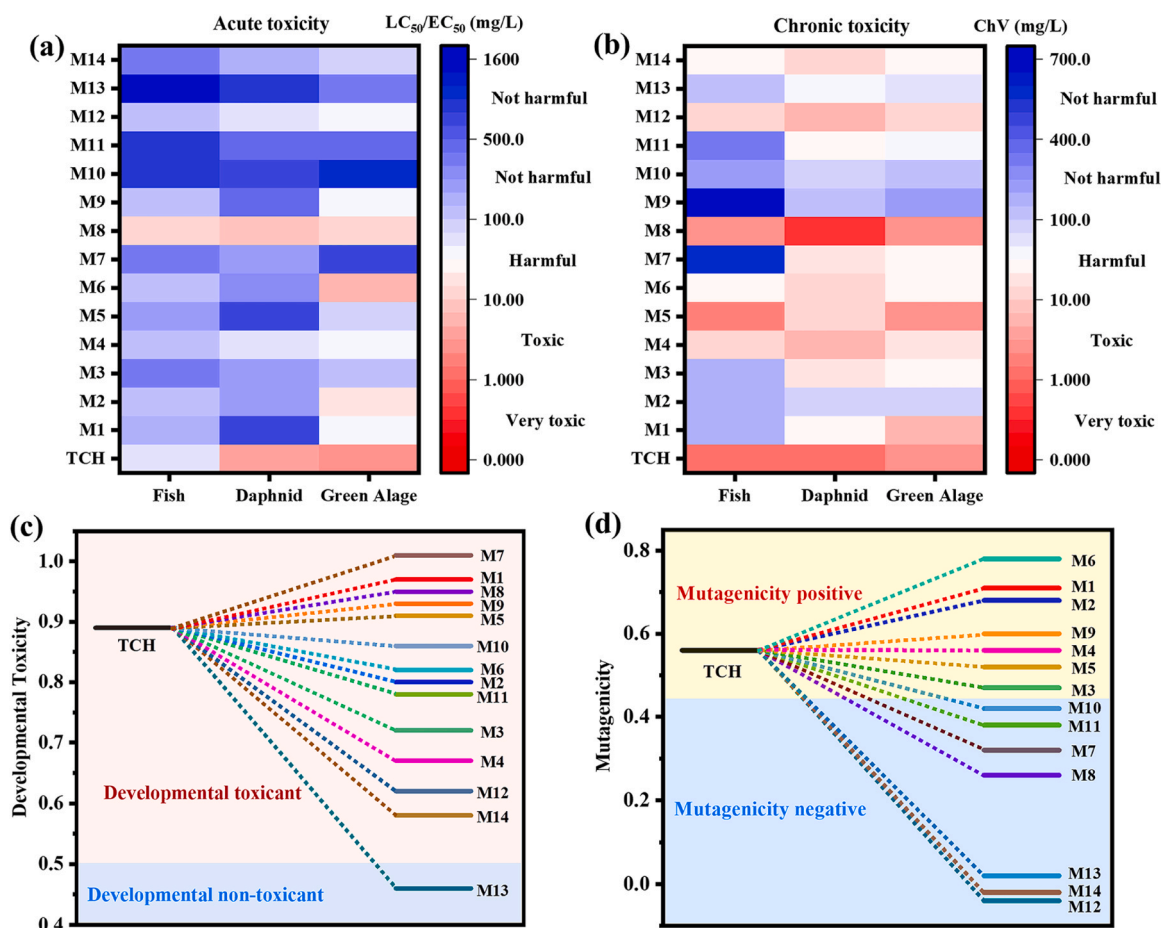 (a)
Acute toxicity
LC50/EC50 (mg/L)
M14
M13
M12
M11
M10
M9
M8
M7
M6
M5
M4
M3
M2
M1
TCH
Fish
Daphnid
Green Alage
1600
Not harmful
500.0
Not harmful
100.0
Harmful
10.00
Toxic
1.000
Very toxic
0.000
(b)
Chronic toxicity
ChV (mg/L)
M14
M13
M12
M11
M10
M9
M8
M7
M6
M5
M4
M3
M2
M1
TCH
Fish
Daphnid
Green Alage
700.0
Not harmful
400.0
Not harmful
100.0
Harmful
10.00
Toxic
1.000
Very toxic
0.000
(c)
Developmental Toxicity
1.0
0.9
0.8
0.7
0.6
0.5
0.4
TCH
M7
M1
M8
M9
M5
M10
M6
M2
M11
M3
M4
M12
M14
M13
Developmental toxicant
Developmental non-toxicant
(d)
Mutagenicity
0.8
0.6
0.4
0.2
0.0
Mutagenicity positive
TCH
M6
M1
M2
M9
M4
M5
M3
M10
M11
M7
M8
M13
M14
M12
Mutagenicity negative